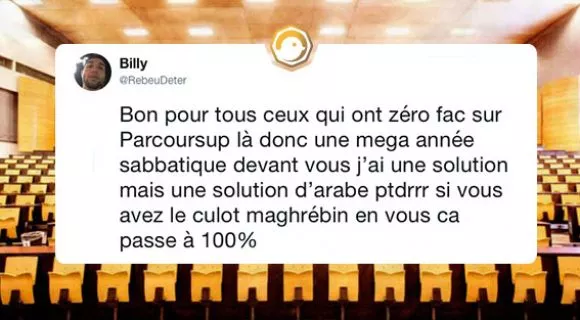 Billy
@RebeuDeter
Bon pour tous ceux qui ont zéro fac sur
Parcoursup là donc une mega année
sabbatique devant vous j’ai une solution
mais une solution d’arabe ptdrrr si vous
avez le culot maghrébin en vous ca
passe à 100%